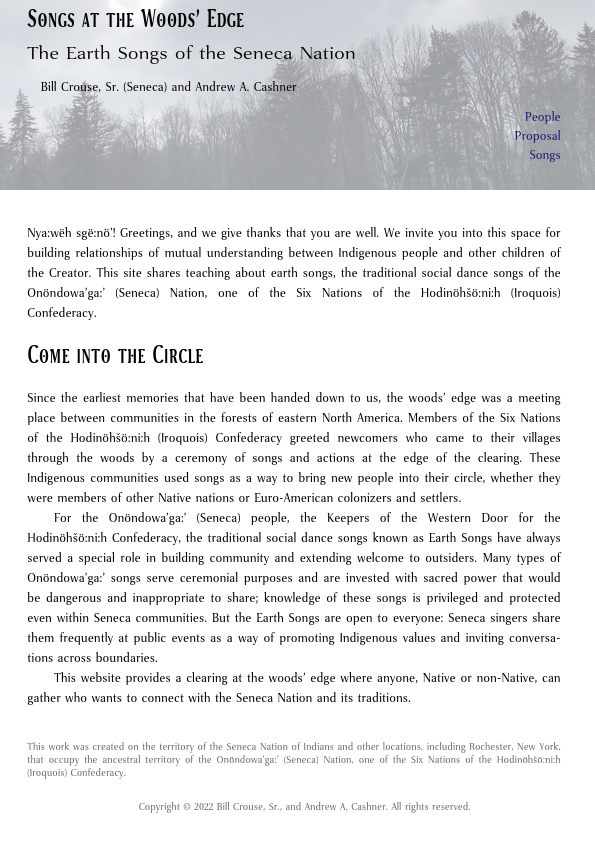 Songs at the Woods’ Edge
The Earth Songs of the Seneca Nation
Bill Crouse, Sr. (Seneca) and Andrew A. Cashner
People
Proposal
Songs
Nya:wëh sgë:nö’! Greetings, and we give thanks that you are well. We invite you into this space for
building relationships of mutual understanding between Indigenous people and other children of
the Creator. This site shares teaching about earth songs, the traditional social dance songs of the
Onöndowa’ga:’ (Seneca) Nation, one of the Six Nations of the Hodinöhšö:ni:h (Iroquois)
Confederacy.
Come into the Circle
Since the earliest memories that have been handed down to us, the woods’ edge was a meeting
place between communities in the forests of eastern North America. Members of the Six Nations
of the Hodinöhšö:ni:h (Iroquois) Confederacy greeted newcomers who came to their villages
through the woods by a ceremony of songs and actions at the edge of the clearing. These
Indigenous communities used songs as a way to bring new people into their circle, whether they
were members of other Native nations or Euro-American colonizers and settlers.
For the Onöndowa’ga:’ (Seneca) people, the Keepers of the Western Door for the
Hodinöhšö:ni:h Confederacy, the traditional social dance songs known as Earth Songs have always
served a special role in building community and extending welcome to outsiders. Many types of
Onöndowa’ga:’ songs serve ceremonial purposes and are invested with sacred power that would
be dangerous and inappropriate to share; knowledge of these songs is privileged and protected
even within Seneca communities. But the Earth Songs are open to everyone: Seneca singers share
them frequently at public events as a way of promoting Indigenous values and inviting conversa-
tions across boundaries.
This website provides a clearing at the woods’ edge where anyone, Native or non-Native, can
gather who wants to connect with the Seneca Nation and its traditions.
This work was created on the territory of the Seneca Nation of Indians and other locations, including Rochester, New York,
that occupy the ancestral territory of the Onöndowa’ga:’ (Seneca) Nation, one of the Six Nations of the Hodinöhšö:ni:h
(Iroquois) Confederacy.
Copyright © 2022 Bill Crouse, Sr., and Andrew A. Cashner. All rights reserved.